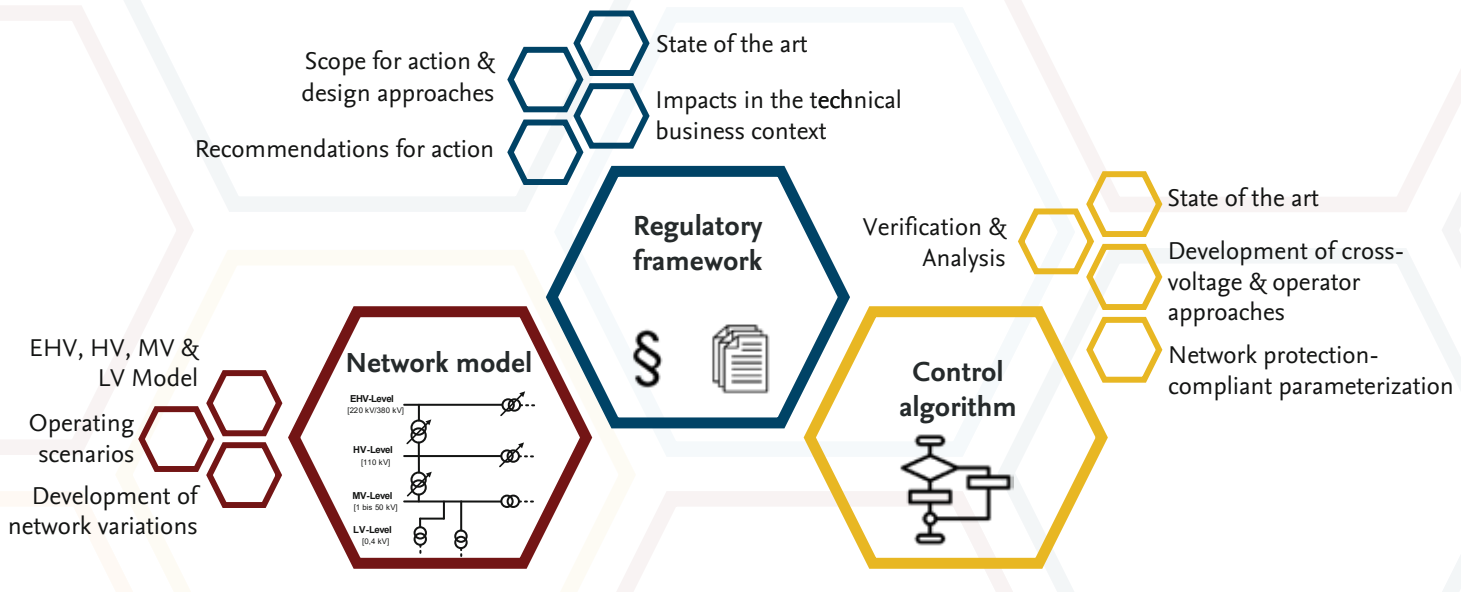 State of the art
Scope for action &
design approaches
Impacts in the technical
business context
Recommendations for action
Regulatory
framework
§
State of the art
Verification &
Analysis
Development of cross-
voltage & operator
approaches
Network protection-
compliant parameterization
Control
algorithm
EHV, HV, MV &
LV Model
Operating
scenarios
Development of
network variations
Network model
EHV-Level
[220 kV/380 kV]
HV-Level
[110 kV]
MV-Level
[1 bis 50 kV]
LV-Level
[0,4 kV]